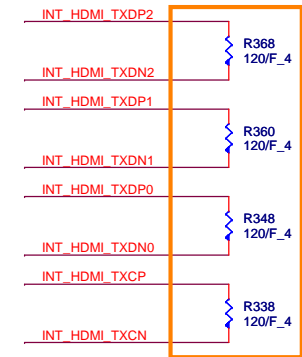 INT_HDMI_TXDP2
R368
120/F_4
INT_HDMI_TXDN2
INT_HDMI_TXDP1
R360
120/F_4
INT_HDMI_TXDN1
INT_HDMI_TXDP0
R348
120/F_4
INT_HDMI_TXDN0
INT_HDMI_TXCP
R338
120/F_4
INT_HDMI_TXCN